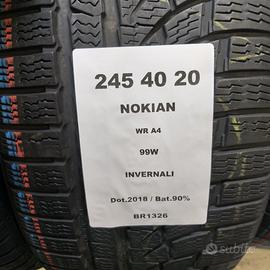 245 40 20
NOKIAN
WR A4
99W
INVERNALI
Dot.2018 / Bat.90%
BR1326
subito